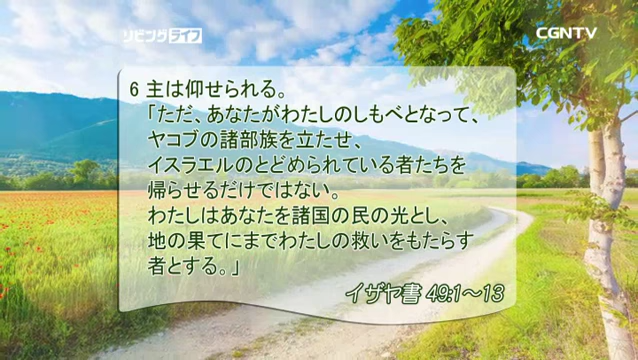 リビングライフ
CGNTV
6 主は仰せられる。
「ただ、あなたがわたしのしもべとなって、
ヤコブの諸部族を立たせ、
イスラエルのとどめられている者たちを
帰らせるだけではない。
わたしはあなたを諸国の民の光とし、
地の果てにまでわたしの救いをもたらす
者とする。」
イザヤ書 49:1～13